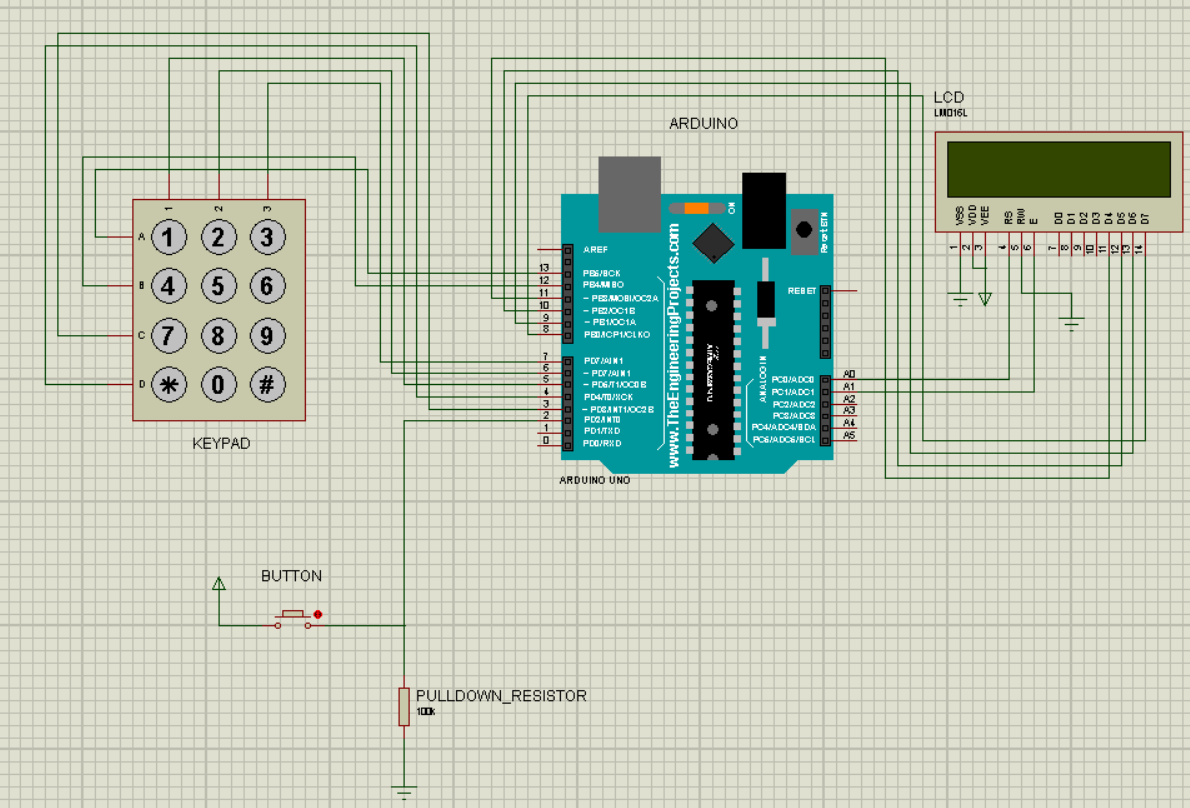 LCD
LM016L
ARDUINO
VSS
VDD
VEE
RS
RW
E
D0
D1
D2
D3
D4
D5
D6
D7
1
2
3
4
5
6
7
8
9
10
11
12
13
14
1
2
3
A
B
C
D
1 2 3
4 5 6
7 8 9
* 0 #
KEYPAD
ON
Reset BTN
www.TheEngineeringProjects.com
AREF
13 PB5/SCK
12 PB4/MISO
11 ~ PB3/MOSI/OC2A
10 ~ PB2/OC1B
9 ~ PB1/OC1A
8 PB0/ICP1/CLKO
7 PD7/AIN1
6 ~ PD7/AIN1
5 ~ PD6/T1/OC0B
4 PD4/T0/XCK
3 ~ PD3/INT1/OC2B
2 PD2/INT0
1 PD1/TXD
0 PD0/RXD
RESET
ANALOG IN
PC0/ADC0 A0
PC1/ADC1 A1
PC2/ADC2 A2
PC3/ADC3 A3
PC4/ADC4/SDA A4
PC5/ADC5/SCL A5
ARDUINO UNO
BUTTON
PULLDOWN_RESISTOR
100k